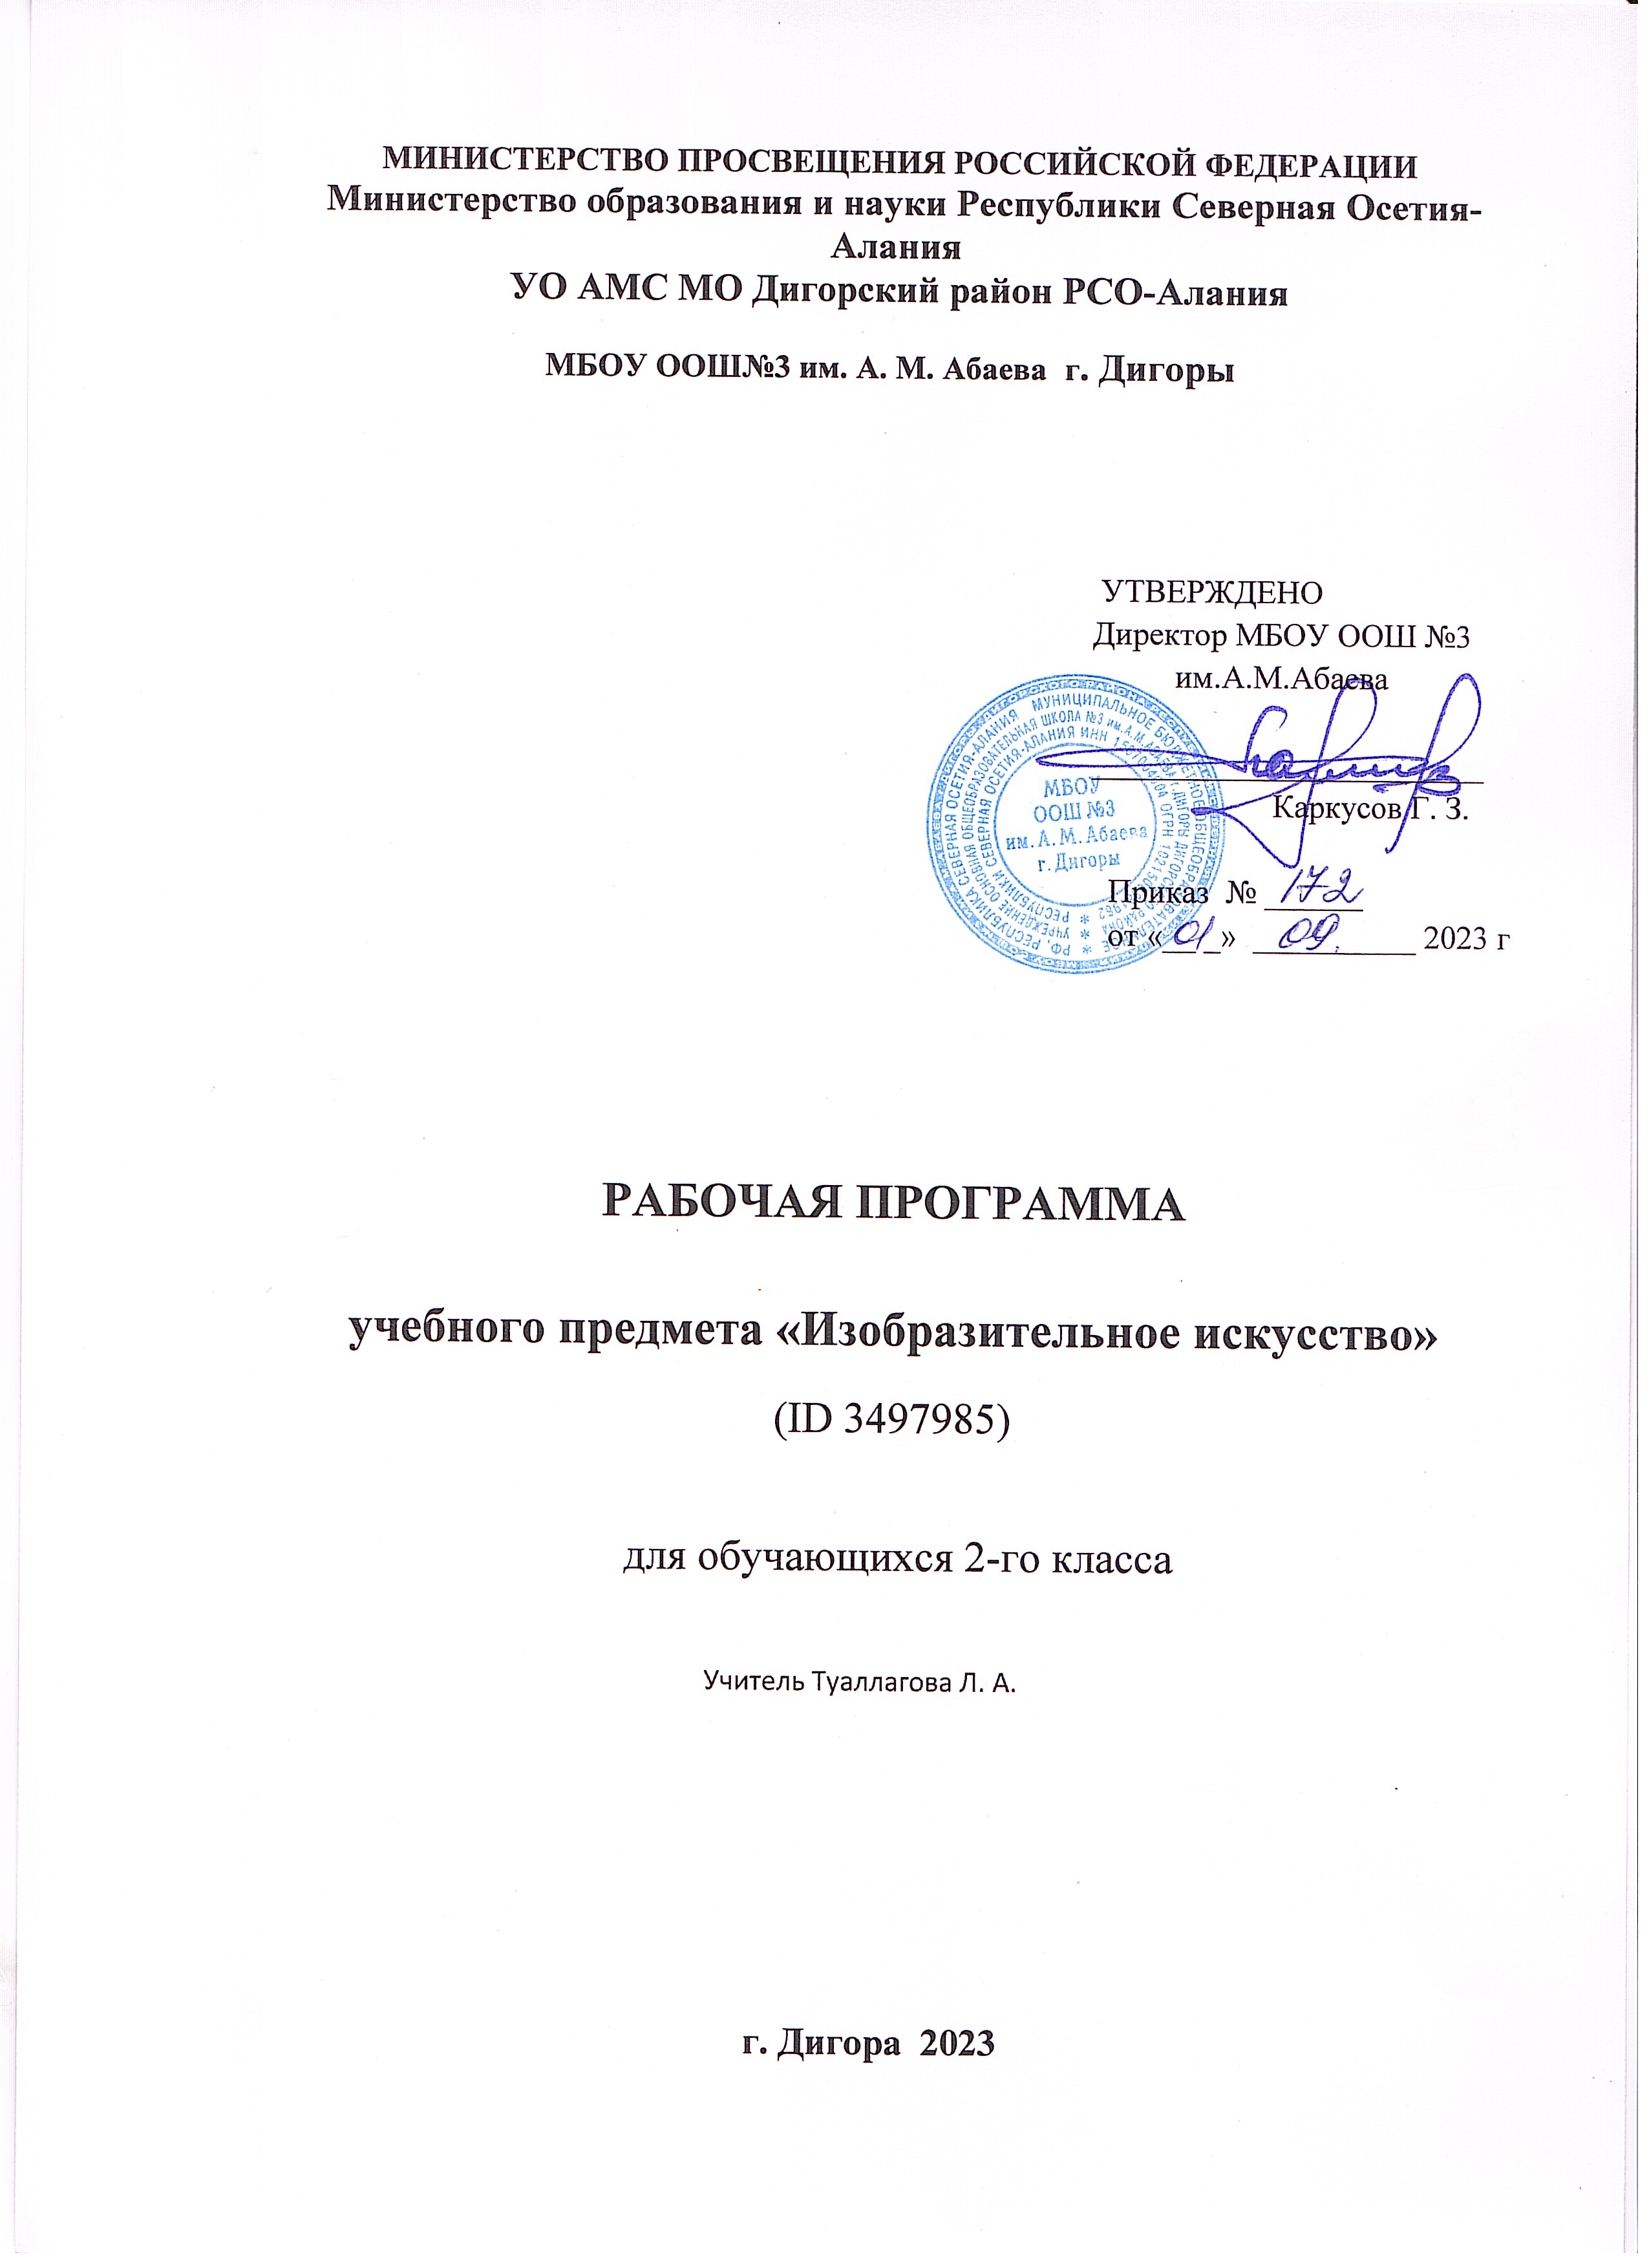 МИНИСТЕРСТВО ПРОСВЕЩЕНИЯ РОССИЙСКОЙ ФЕДЕРАЦИИ
Министерство образования и науки Республики Северная Осетия-
Алания
УО АМС МО Дигорский район РСО-Алания
МБОУ ООШ№3 им. А. М. Абаева г. Дигоры
УТВЕРЖДЕНО
Директор МБОУ ООШ №3
им.А.М.Абаева
Каркусов Г. З.
МБОУ
ООШ №3
им. А. М. Абаева
г. Дигоры
Приказ № 172
от «01» 09. 2023 г
РАБОЧАЯ ПРОГРАММА
учебного предмета «Изобразительное искусство»
(ID 3497985)
для обучающихся 2-го класса
Учитель Туаллагова Л. А.
г. Дигора 2023